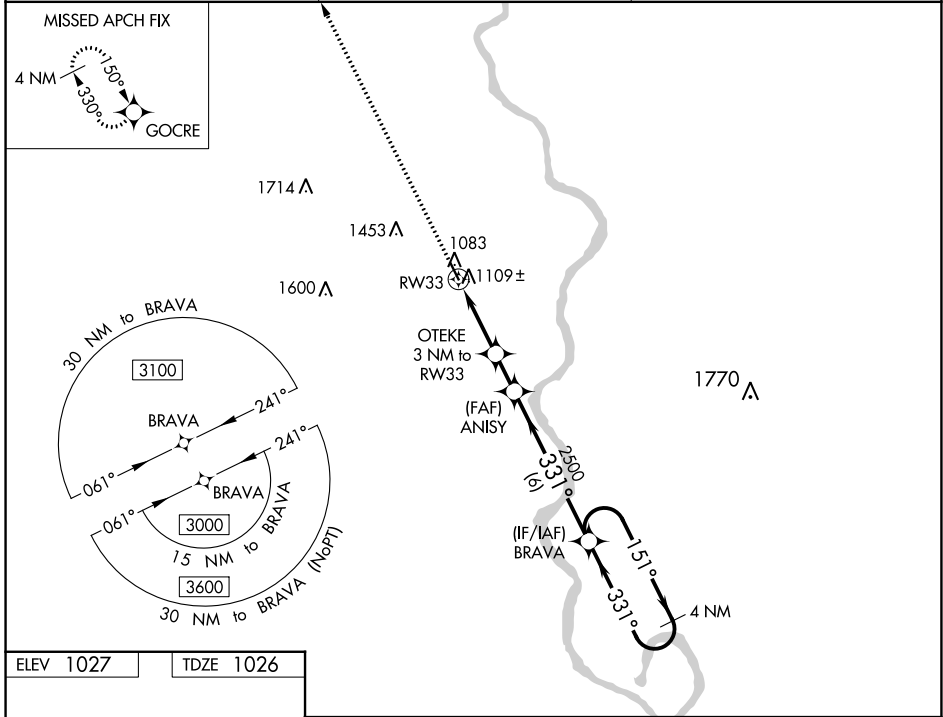 MISSED APCH FIX
4 NM
150°
330°
GOCRE
1714
1453
1083
RW33
1109±
1600
OTEKE
3 NM to
RW33
1770
(FAF)
ANISY
30 NM to BRAVA
3100
241°
BRAVA
061°
241°
BRAVA
061°
3000
15 NM to BRAVA
3600
30 NM to BRAVA (NoPT)
2500
331°
(6)
(IF/IAF)
BRAVA
151°
331°
4 NM
ELEV 1027
TDZE 1026